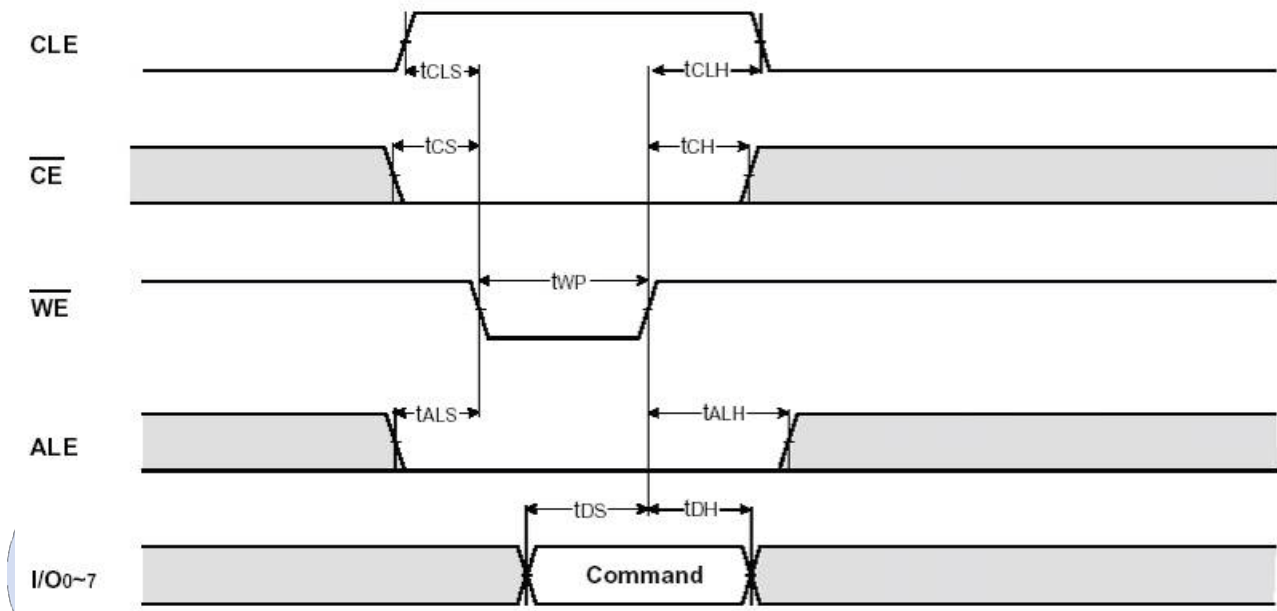 CLE
tCLS
tCLH
CE
tCS
tCH
WE
tWP
ALE
tALS
tALH
tDS
tDH
I/O0~7
Command